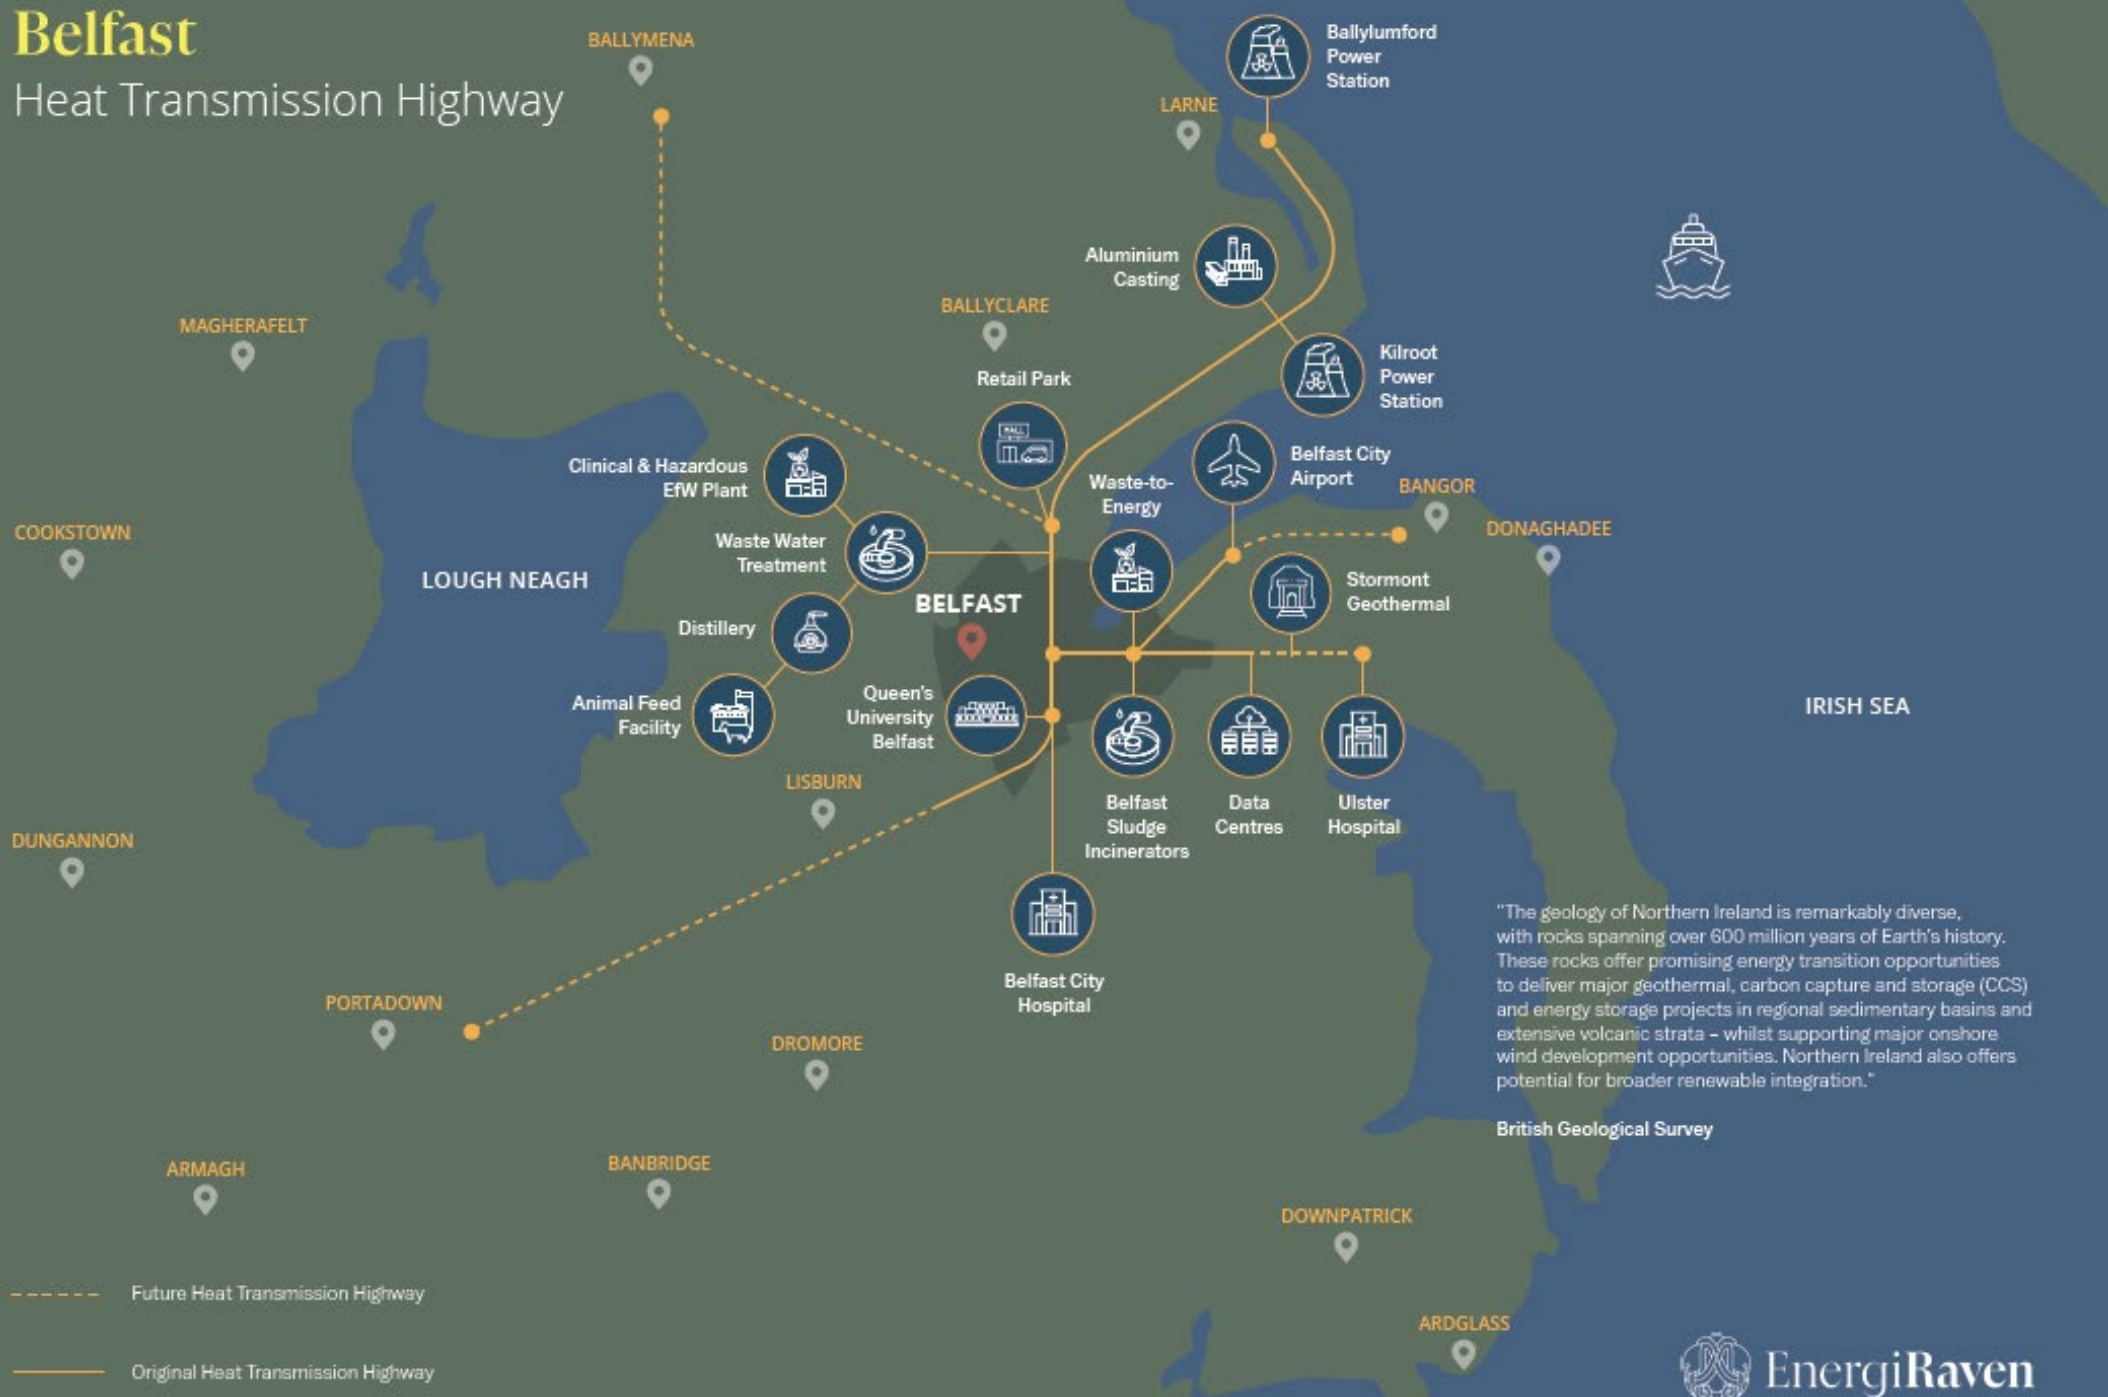 Belfast
Heat Transmission Highway
BALLYMENA
LARNE
Ballylumford
Power
Station
Aluminium
Casting
BALLYCLARE
MAGHERAFELT
Retail Park
MALL
Kilroot
Power
Station
Clinical & Hazardous
EfW Plant
Waste-to-
Energy
Belfast City
Airport
BANGOR
DONAGHADEE
COOKSTOWN
Waste Water
Treatment
LOUGH NEAGH
BELFAST
Stormont
Geothermal
Distillery
Animal Feed
Facility
Queen's
University
Belfast
IRISH SEA
LISBURN
Belfast
Sludge
Incinerators
Data
Centres
Ulster
Hospital
DUNGANNON
Belfast City
Hospital
"The geology of Northern Ireland is remarkably diverse,
with rocks spanning over 600 million years of Earth's history.
These rocks offer promising energy transition opportunities
to deliver major geothermal, carbon capture and storage (CCS)
and energy storage projects in regional sedimentary basins and
extensive volcanic strata – whilst supporting major onshore
wind development opportunities. Northern Ireland also offers
potential for broader renewable integration."
British Geological Survey
PORTADOWN
DROMORE
ARMAGH
BANBRIDGE
DOWNPATRICK
ARDGLASS
Future Heat Transmission Highway
Original Heat Transmission Highway
EnergiRaven